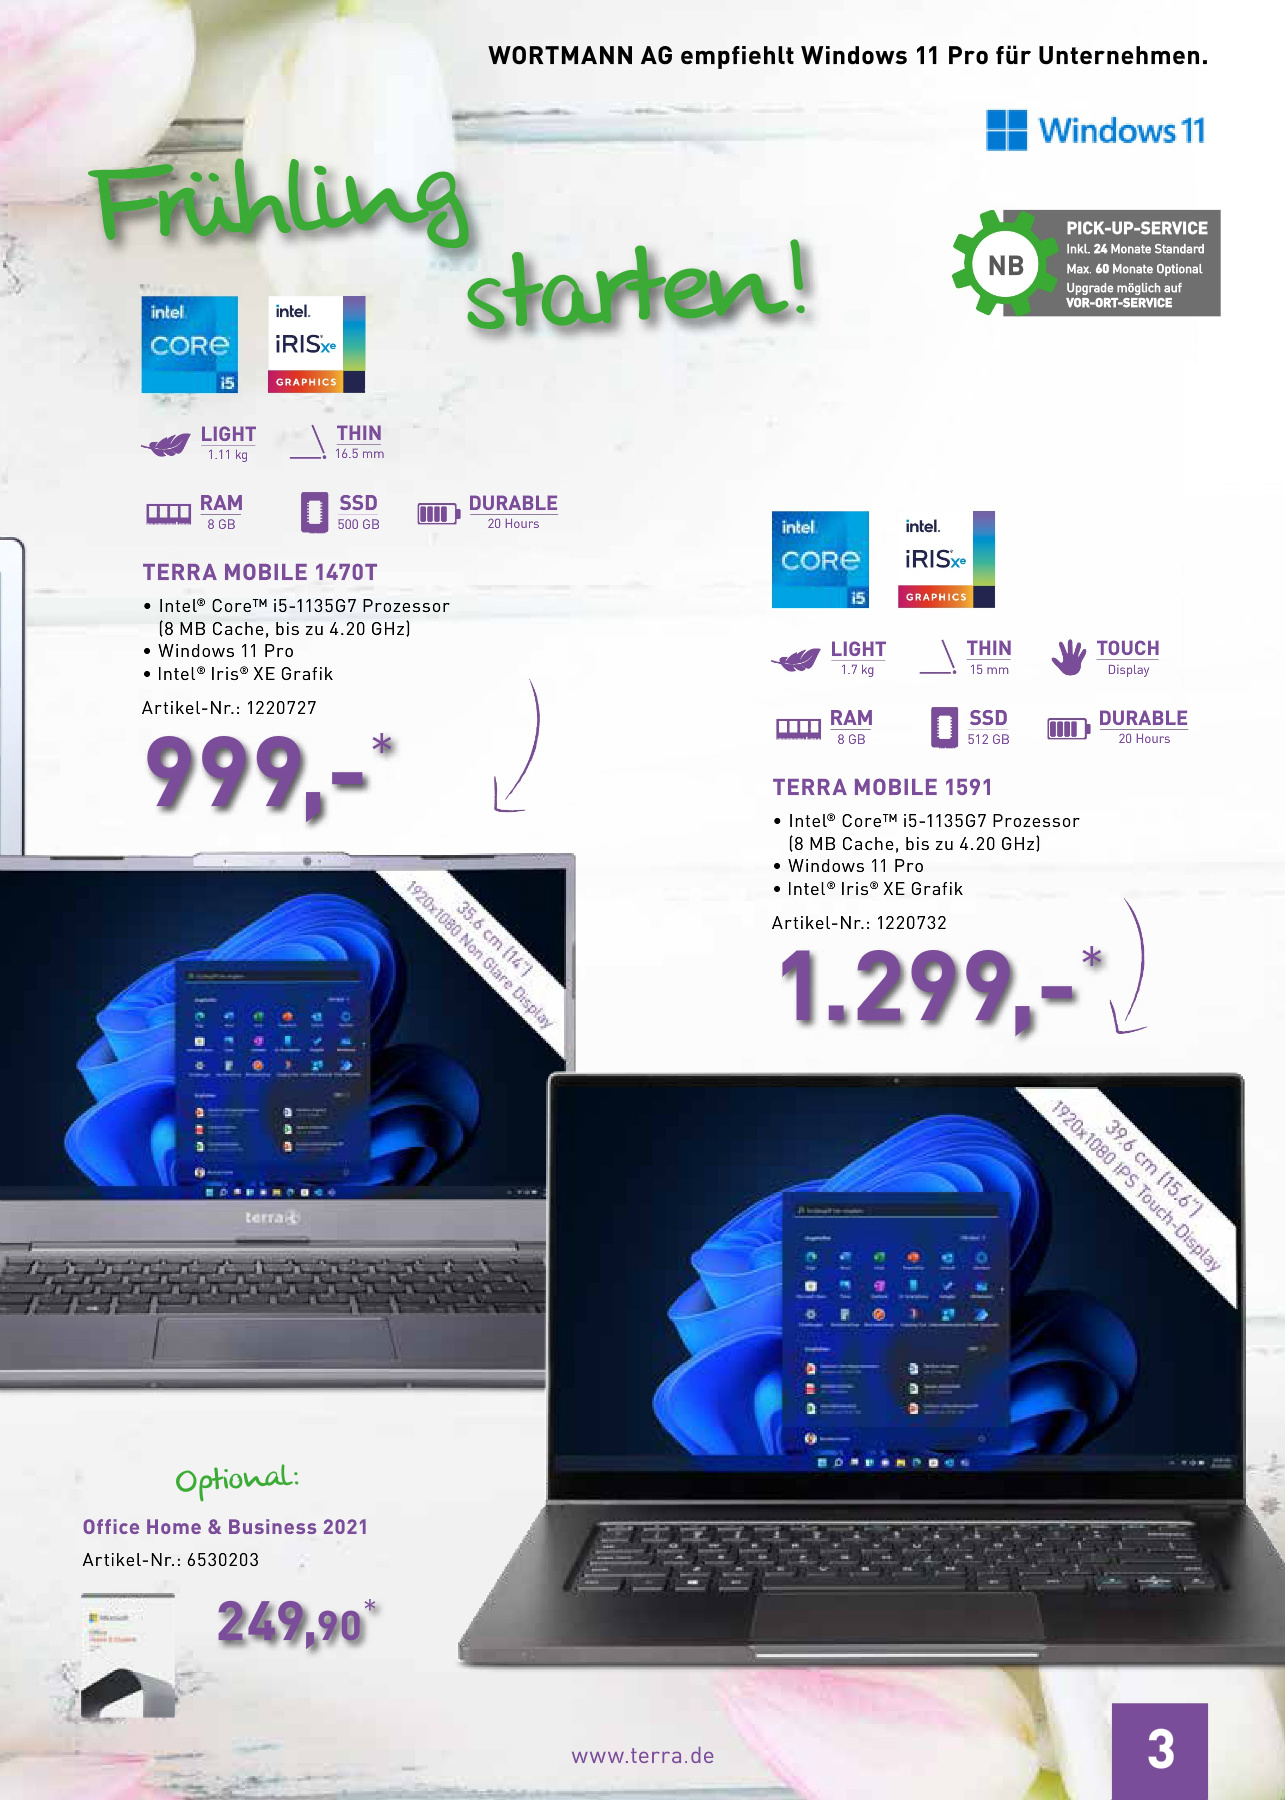 WORTMANN AG empfiehlt Windows 11 Pro für Unternehmen.
Windows 11
Frühling
starten!
NB
PICK-UP-SERVICE
Inkl. 24 Monate Standard
Max. 60 Monate Optional
Upgrade möglich auf
VOR-ORT-SERVICE
intel.
CORE
i5
intel.
iRISxe
GRAPHICS
LIGHT
1.11 kg
THIN
16.5 mm
RAM
8 GB
SSD
500 GB
DURABLE
20 Hours
TERRA MOBILE 1470T
• Intel® Core™ i5-1135G7 Prozessor
(8 MB Cache, bis zu 4.20 GHz)
• Windows 11 Pro
• Intel® Iris® XE Grafik
Artikel-Nr.: 1220727
999,-*
35.6 cm (14")
1920x1080 Non Glare Display
terra
intel.
CORE
i5
intel.
iRISxe
GRAPHICS
LIGHT
1.7 kg
THIN
15 mm
TOUCH
Display
RAM
8 GB
SSD
512 GB
DURABLE
20 Hours
TERRA MOBILE 1591
• Intel® Core™ i5-1135G7 Prozessor
(8 MB Cache, bis zu 4.20 GHz)
• Windows 11 Pro
• Intel® Iris® XE Grafik
Artikel-Nr.: 1220732
1.299,-*
39.6 cm (15.6")
1920x1080 IPS Touch-Display
Optional:
Office Home & Business 2021
Artikel-Nr.: 6530203
Microsoft
Office
249,90*
www.terra.de
3